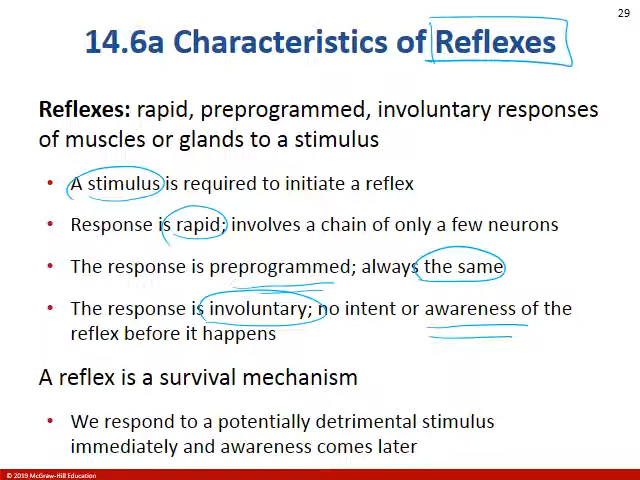 29
14.6a Characteristics of Reflexes
Reflexes: rapid, preprogrammed, involuntary responses
of muscles or glands to a stimulus
• A stimulus is required to initiate a reflex
• Response is rapid; involves a chain of only a few neurons
• The response is preprogrammed; always the same
• The response is involuntary; no intent or awareness of the
reflex before it happens
A reflex is a survival mechanism
• We respond to a potentially detrimental stimulus
immediately and awareness comes later
© 2019 McGraw-Hill Education